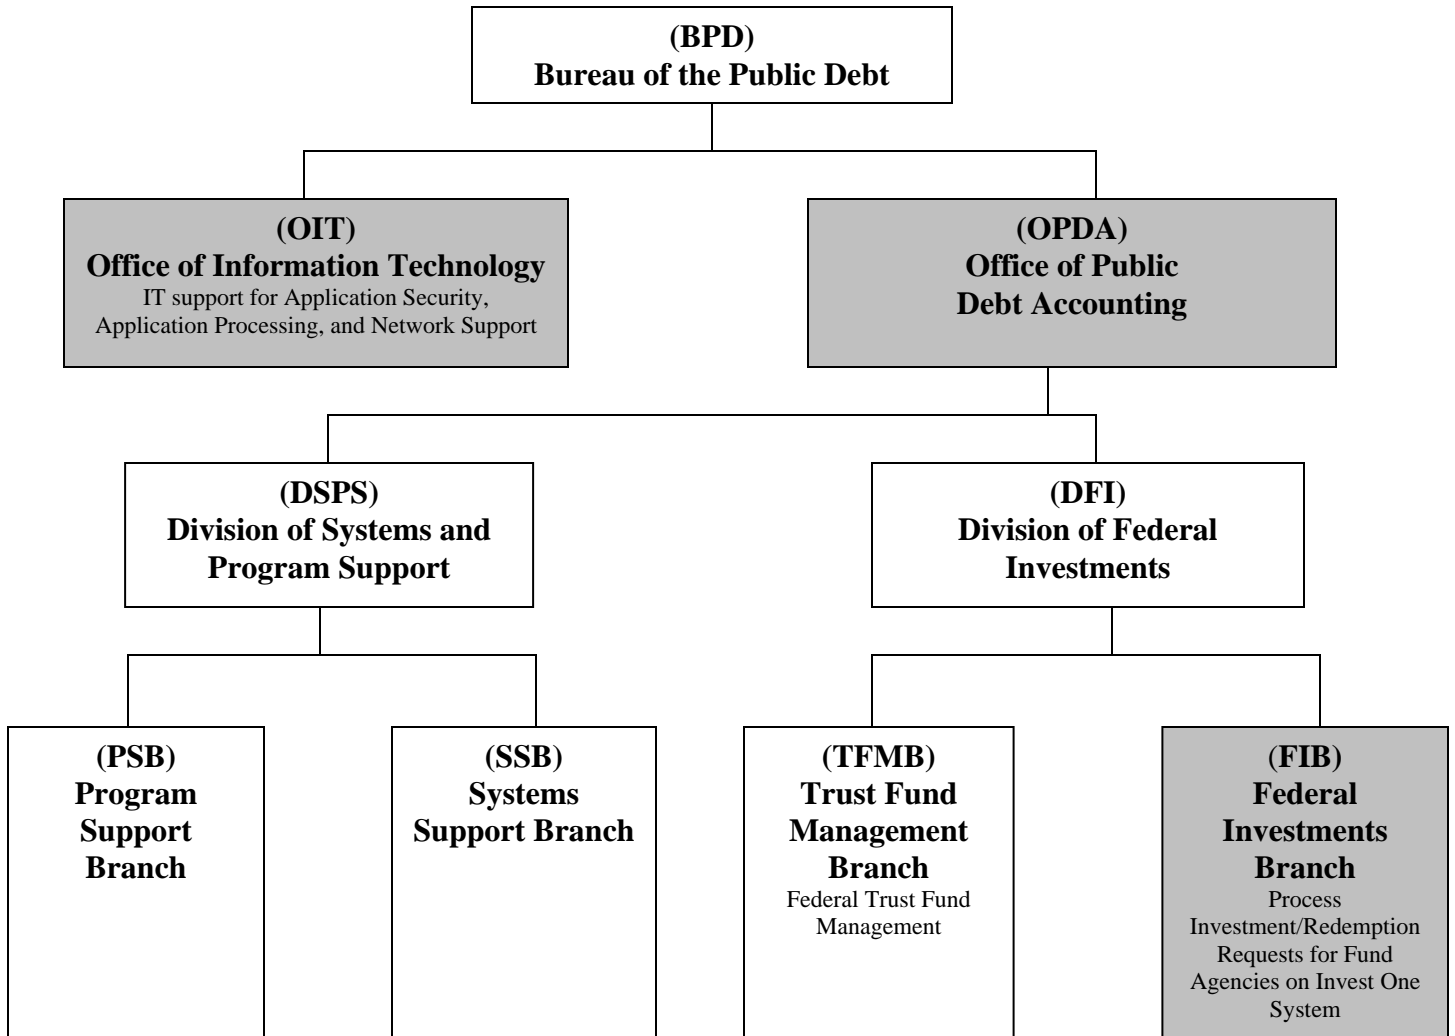 (BPD)
Bureau of the Public Debt
(OIT)
Office of Information Technology
IT support for Application Security,
Application Processing, and Network Support
(OPDA)
Office of Public
Debt Accounting
(DSPS)
Division of Systems and
Program Support
(DFI)
Division of Federal
Investments
(PSB)
Program
Support
Branch
(SSB)
Systems
Support Branch
(TFMB)
Trust Fund
Management
Branch
Federal Trust Fund
Management
(FIB)
Federal
Investments
Branch
Process
Investment/Redemption
Requests for Fund
Agencies on Invest One
System